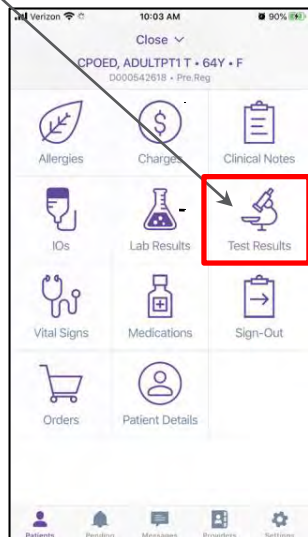 Verizon 10:03 AM 90%
Close
CPOED, ADULTPT1 T • 64Y • F
D000542618 • Pre.Reg
Allergies Charges Clinical Notes
IOs Lab Results Test Results
Vital Signs Medications Sign-Out
Orders Patient Details
Patients Pending Messages Providers Settings